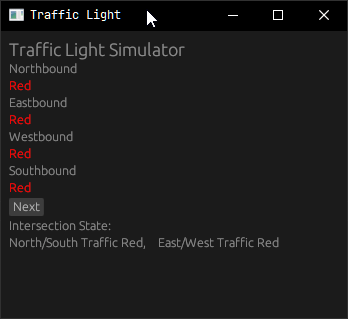 Traffic Light
Traffic Light Simulator
Northbound
Red
Eastbound
Red
Westbound
Red
Southbound
Red
Next
Intersection State:
North/South Traffic Red, East/West Traffic Red